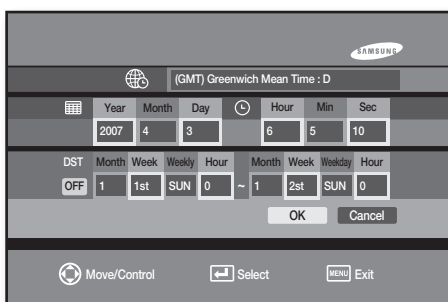 SAMSUNG
(GMT) Greenwich Mean Time : D
Year Month Day Hour Min Sec
2007 4 3 6 5 10
DST Month Week Weekly Hour Month Week Weekday Hour
OFF 1 1st SUN 0 ~ 1 2st SUN 0
OK Cancel
Move/Control Select MENU Exit